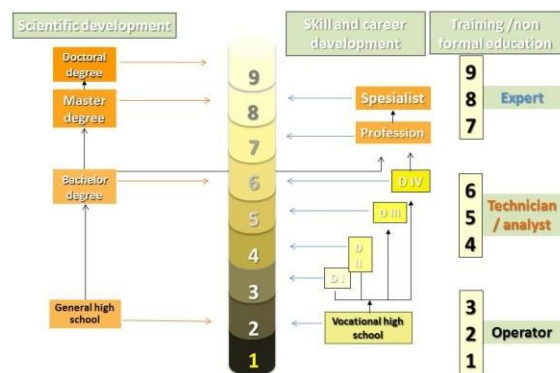 Scientific development
Skill and career
development
Training /non
formal education
Doctoral
degree
Master
degree
Bachelor
degree
General high
school
9
8
7
6
5
4
3
2
1
Spesialist
Profession
D IV
D III
D
II
D I
Vocational high
school
9
8
7
Expert
6
5
4
Technician
/ analyst
3
2
1
Operator